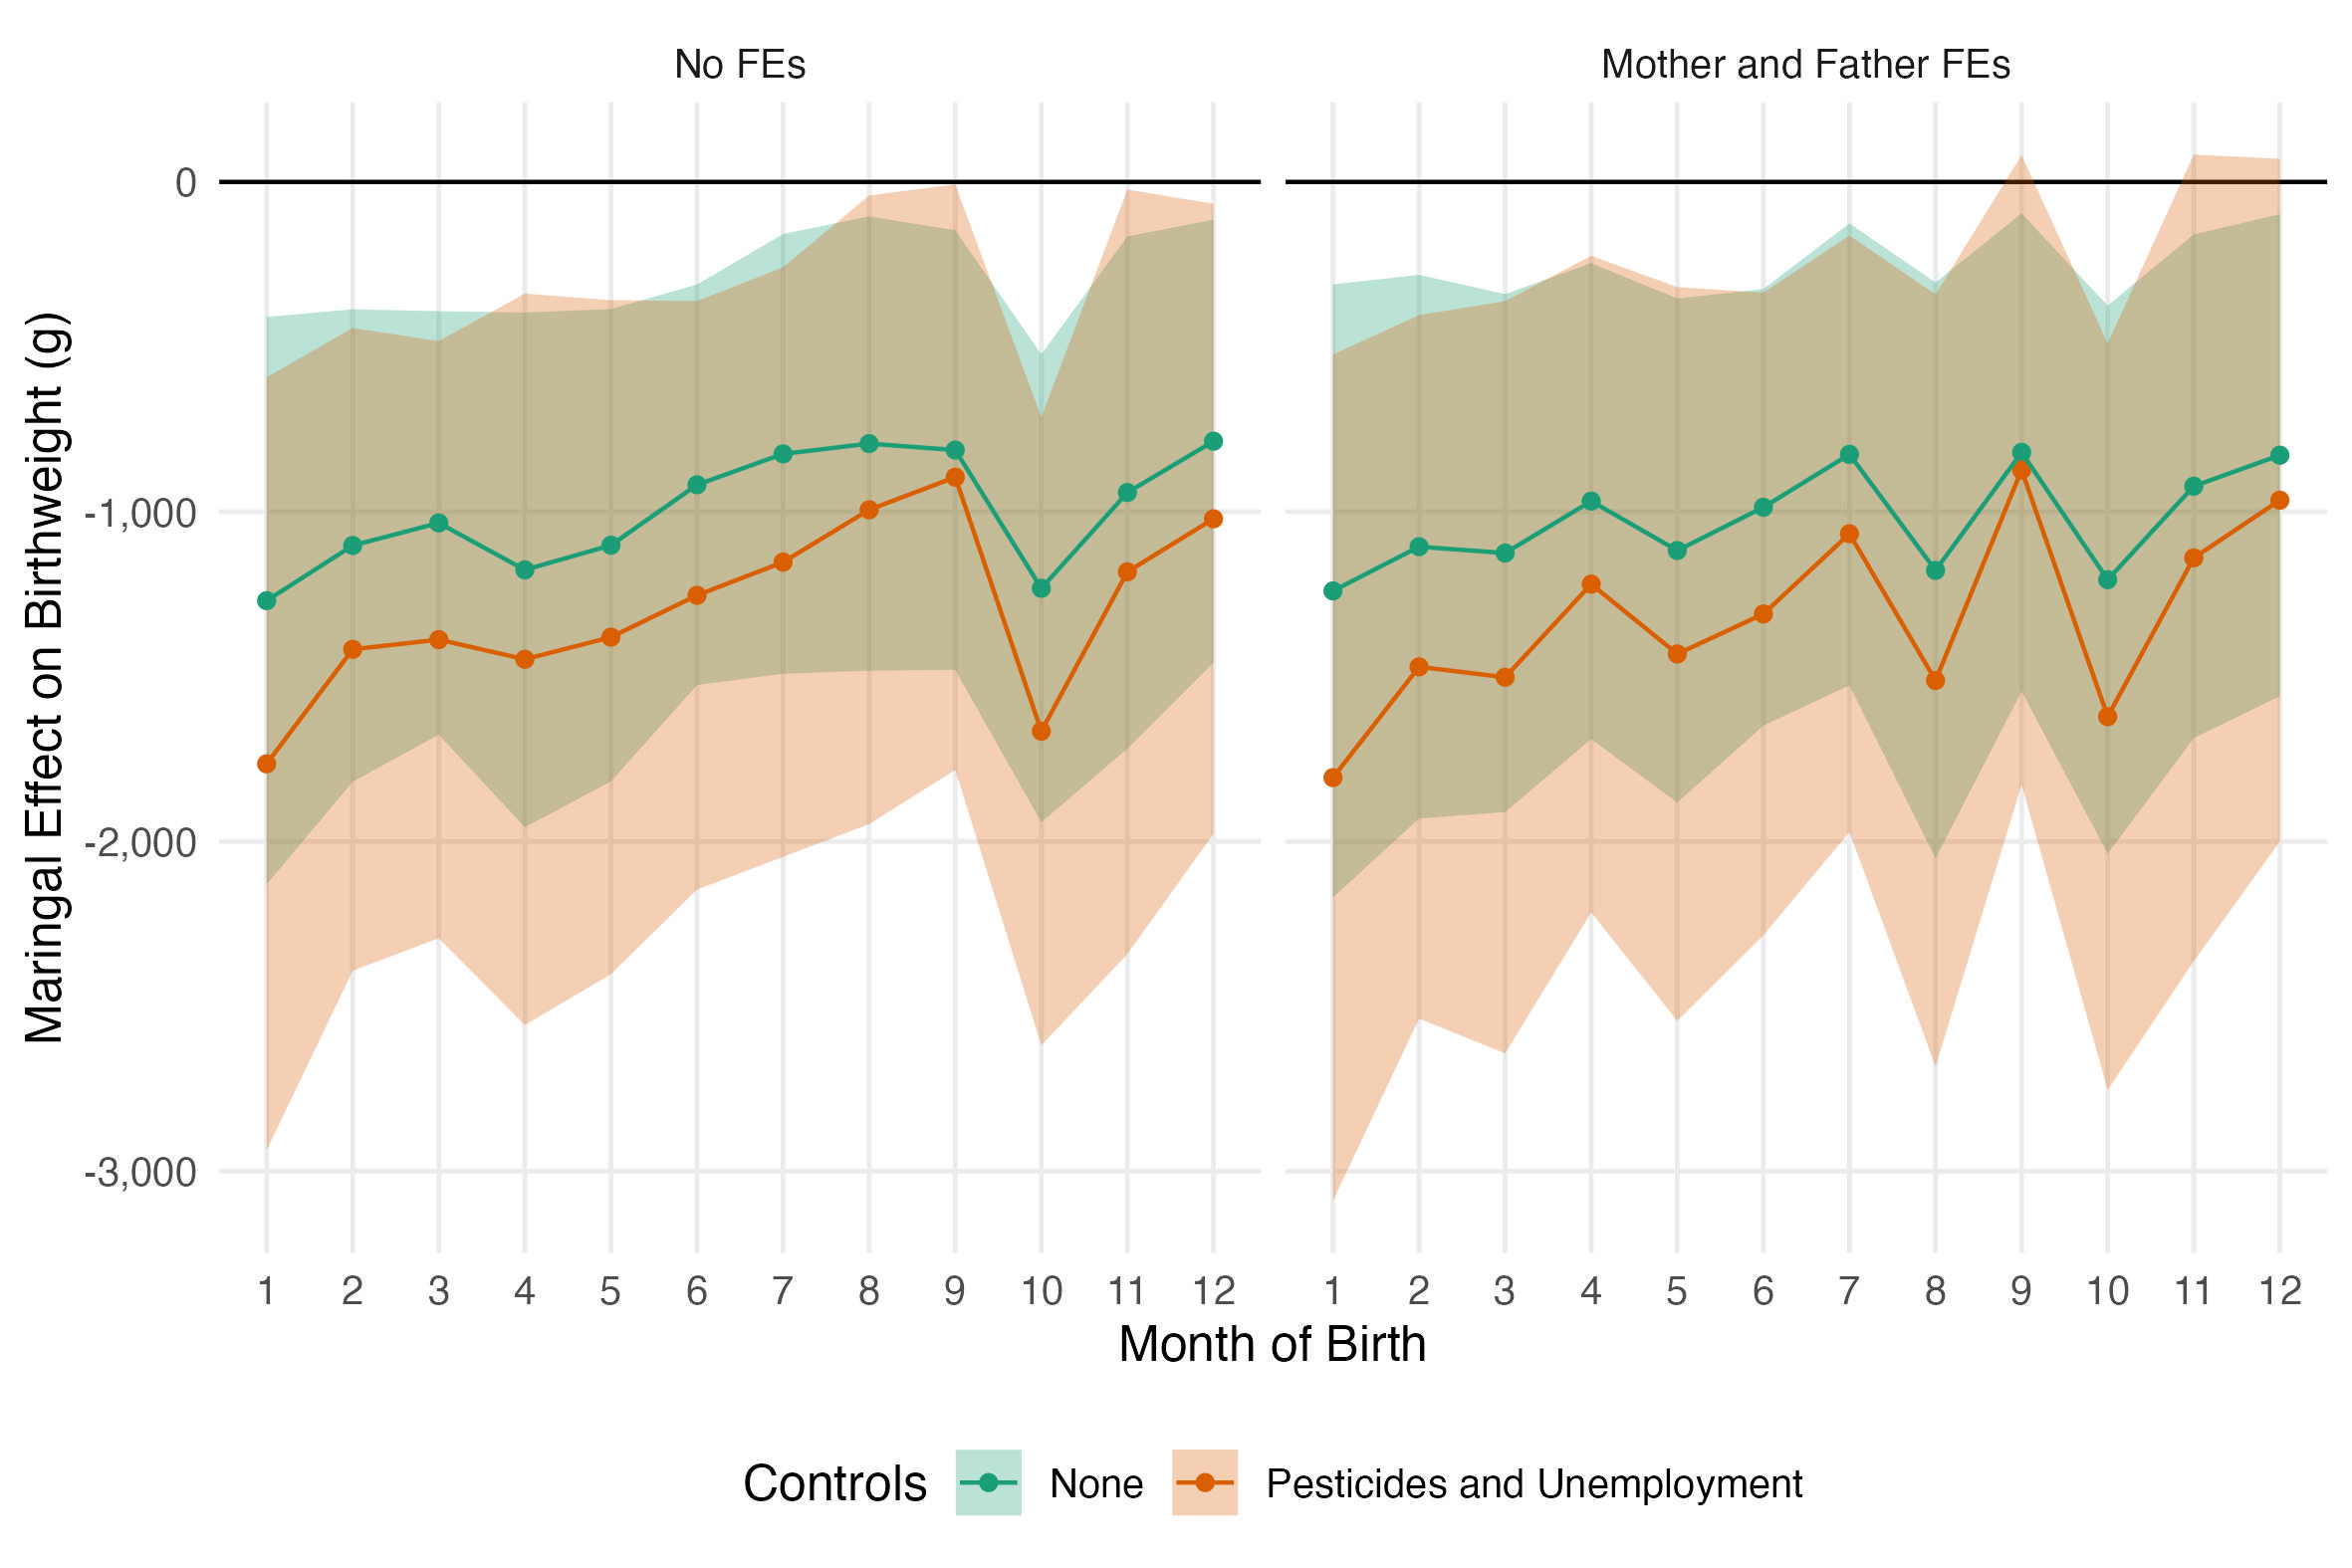 No FEs
Mother and Father FEs
Maringal Effect on Birthweight (g)
0
-1,000
-2,000
-3,000
1 2 3 4 5 6 7 8 9 10 11 12
1 2 3 4 5 6 7 8 9 10 11 12
Month of Birth
Controls None Pesticides and Unemployment